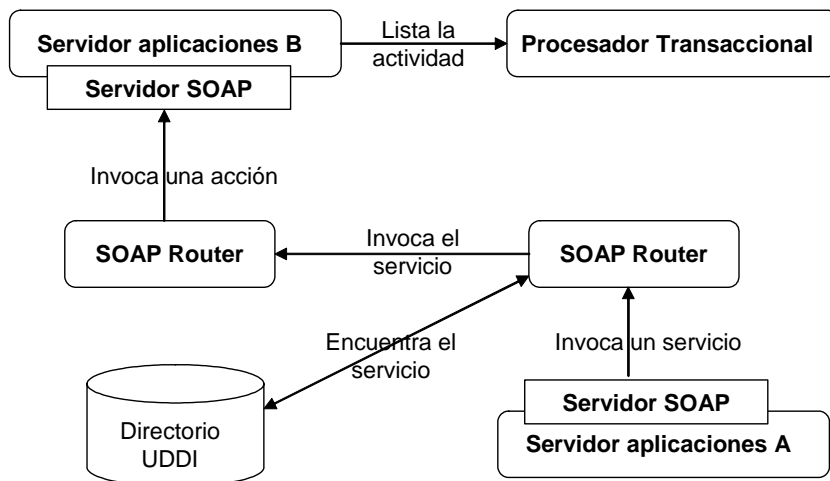 Servidor aplicaciones B
Servidor SOAP
Lista la
actividad
Procesador Transaccional
Invoca una acción
SOAP Router
Invoca el
servicio
SOAP Router
Encuentra el
servicio
Invoca un servicio
Directorio
UDDI
Servidor SOAP
Servidor aplicaciones A